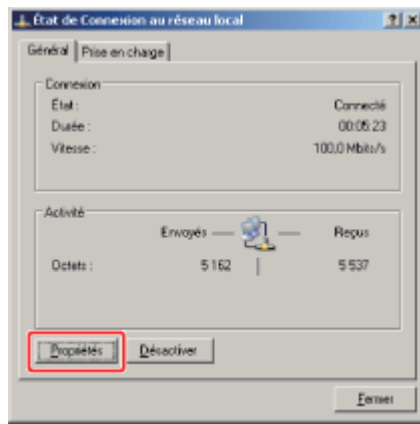 État de Connexion au réseau local
Général Prise en charge
Connexion
État : Connecté
Durée : 00:05:23
Vitesse : 100,0 Mbits/s
Activité
Envoyés — — Reçus
Octets : 5 162 5 537
Propriétés Désactiver
Fermer